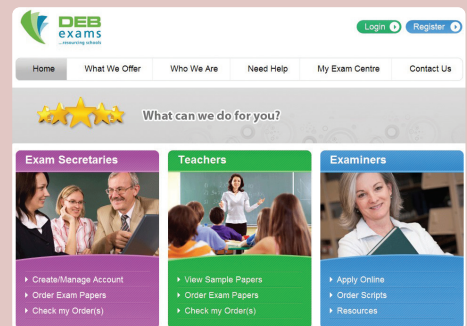 DEB
exams
...resourcing schools
Login
Register
Home
What We Offer
Who We Are
Need Help
My Exam Centre
Contact Us
What can we do for you?
Exam Secretaries
Create/Manage Account
Order Exam Papers
Check my Order(s)
Teachers
View Sample Papers
Order Exam Papers
Check my Order(s)
Examiners
Apply Online
Order Scripts
Resources